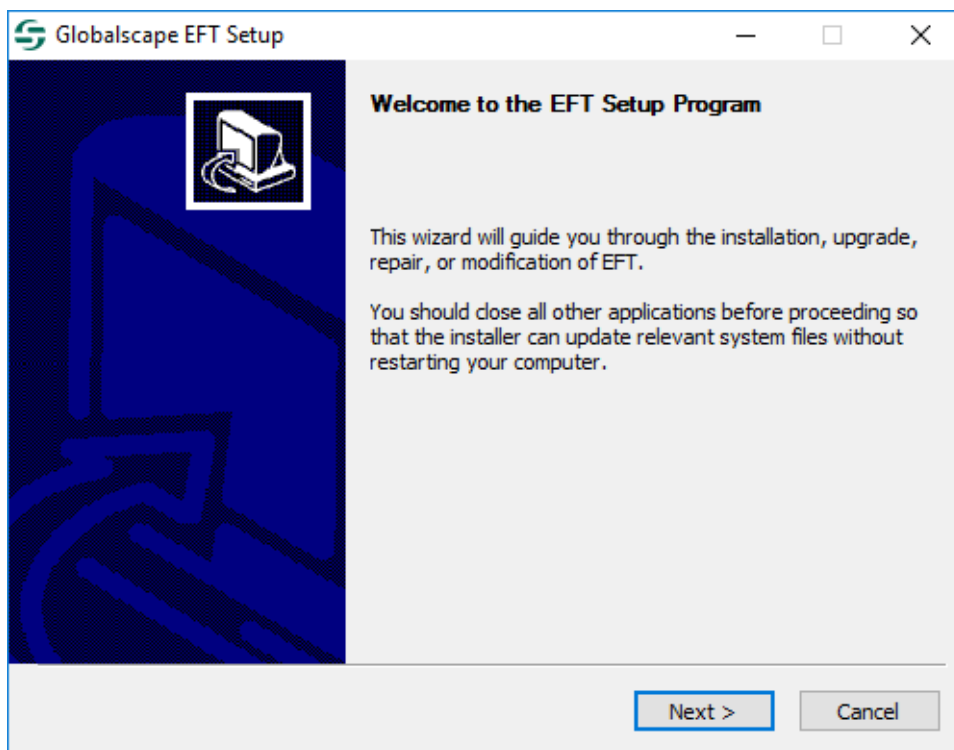 Globalscape EFT Setup
Welcome to the EFT Setup Program
This wizard will guide you through the installation, upgrade,
repair, or modification of EFT.
You should close all other applications before proceeding so
that the installer can update relevant system files without
restarting your computer.
Next >
Cancel